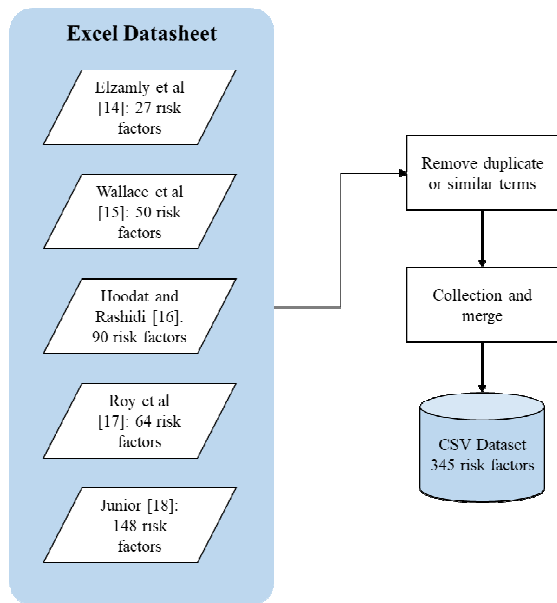 Excel Datasheet
Elzamly et al
[14]: 27 risk
factors
Wallace et al
[15]: 50 risk
factors
Hoodat and
Rashidi [16].
90 risk factors
Roy et al
[17]: 64 risk
factors
Junior [18]:
148 risk
factors
Remove duplicate
or similar terms
Collection and
merge
CSV Dataset
345 risk factors